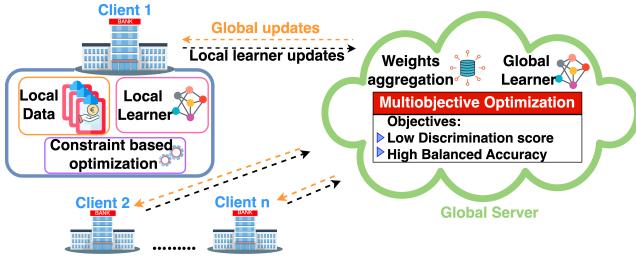 Client 1
BANK
Global updates
Local learner updates
Local
Data
Local
Learner
Constraint based
optimization
Weights
aggregation
Global
Learner
Multiobjective Optimization
Objectives:
Low Discrimination score
High Balanced Accuracy
Global Server
Client 2
BANK
Client n
BANK
.........